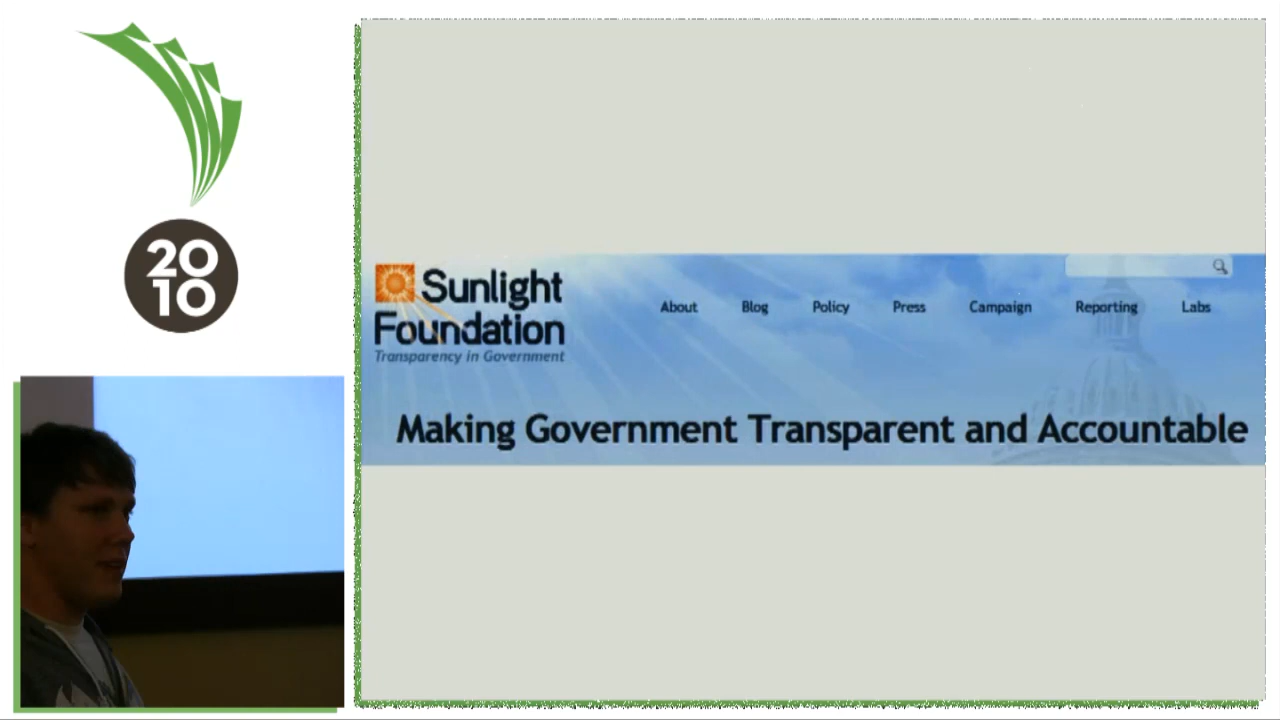 20
10
Sunlight
Foundation
Transparency in Government
About Blog Policy Press Campaign Reporting Labs
Making Government Transparent and Accountable